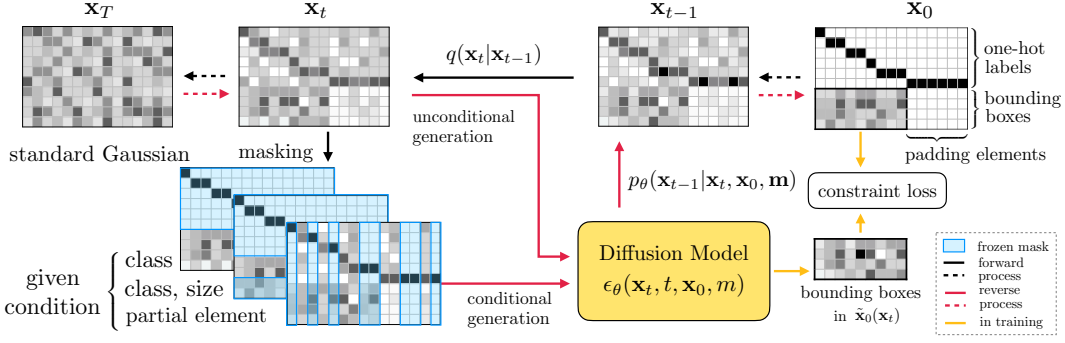 𝐱_T
𝐱_t
𝐱_{t−1}
𝐱_0
q(𝐱_t|𝐱_{t−1})
one-hot
labels
bounding
boxes
unconditional
generation
standard Gaussian
masking
padding elements
p_θ(𝐱_{t−1}|𝐱_t, 𝐱_0, 𝐦)
constraint loss
given
condition
class
class, size
partial element
Diffusion Model
ϵ_θ(𝐱_t, t, 𝐱_0, m)
conditional
generation
bounding boxes
in x̃_0(𝐱_t)
frozen mask
forward
process
reverse
process
in training